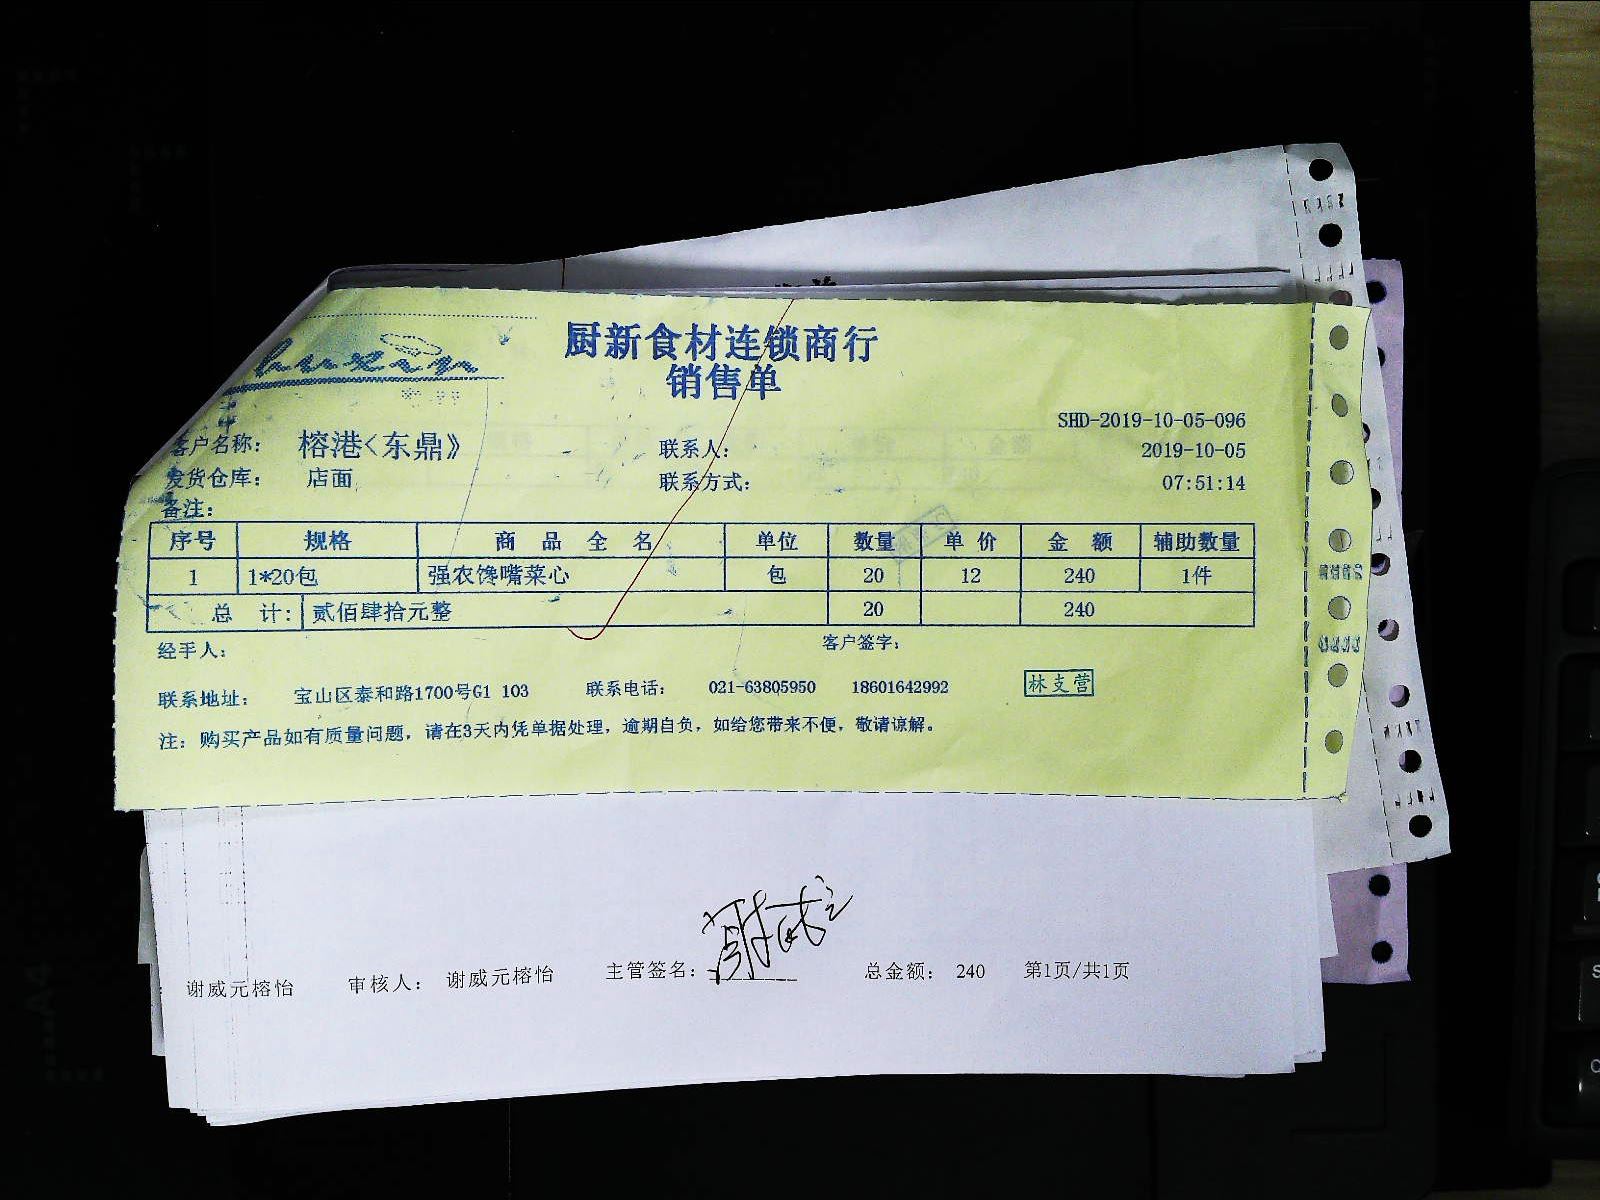 huxin
厨新食材连锁商行
销售单
SHD-2019-10-05-096
客户名称： 榕港<东鼎》 联系人： 2019-10-05
发货仓库： 店面 联系方式： 07:51:14
备注：
序号 规格 商 品 全 名 单位 数量 单 价 金 额 辅助数量
1 1*20包 强农馋嘴菜心 包 20 12 240 1件
总 计： 贰佰肆拾元整 20 240
经手人： 客户签字：
联系地址： 宝山区泰和路1700号G1 103 联系电话： 021-63805950 18601642992 林支营
注：购买产品如有质量问题，请在3天内凭单据处理，逾期自负，如给您带来不便，敬请谅解。
谢威元榕怡 审核人： 谢威元榕怡 主管签名： 谢威元 总金额： 240 第1页/共1页